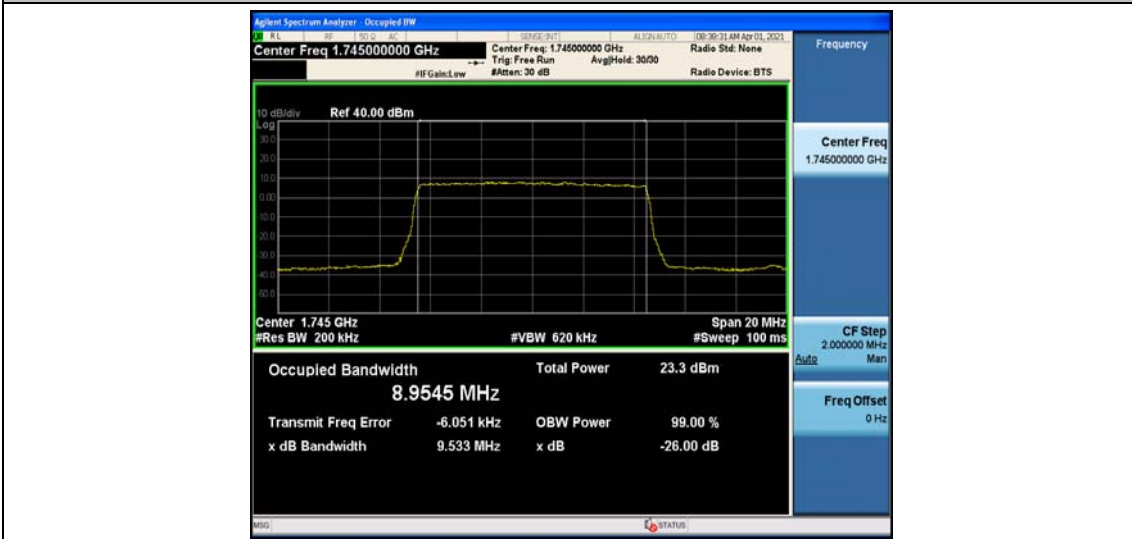 Agilent Spectrum Analyzer - Occupied BW
RL RF 50 Ω AC SENSE:INT ALIGN AUTO 08:38:31 AM Apr 01, 2021
Center Freq 1.745000000 GHz
Center Freq: 1.745000000 GHz Radio Std: None
Trig: Free Run Avg|Hold: 30/30
#IFGain:Low #Atten: 30 dB Radio Device: BTS
Frequency
10 dB/div Ref 40.00 dBm
Log
30.0
20.0
10.0
0.00
-10.0
-20.0
-30.0
-40.0
-50.0
Center 1.745 GHz Span 20 MHz
#Res BW 200 kHz #VBW 620 kHz #Sweep 100 ms
Occupied Bandwidth Total Power 23.3 dBm
8.9545 MHz
Transmit Freq Error -6.051 kHz OBW Power 99.00 %
x dB Bandwidth 9.533 MHz x dB -26.00 dB
Center Freq
1.745000000 GHz
CF Step
2.000000 MHz
Auto Man
Freq Offset
0 Hz
MSG STATUS